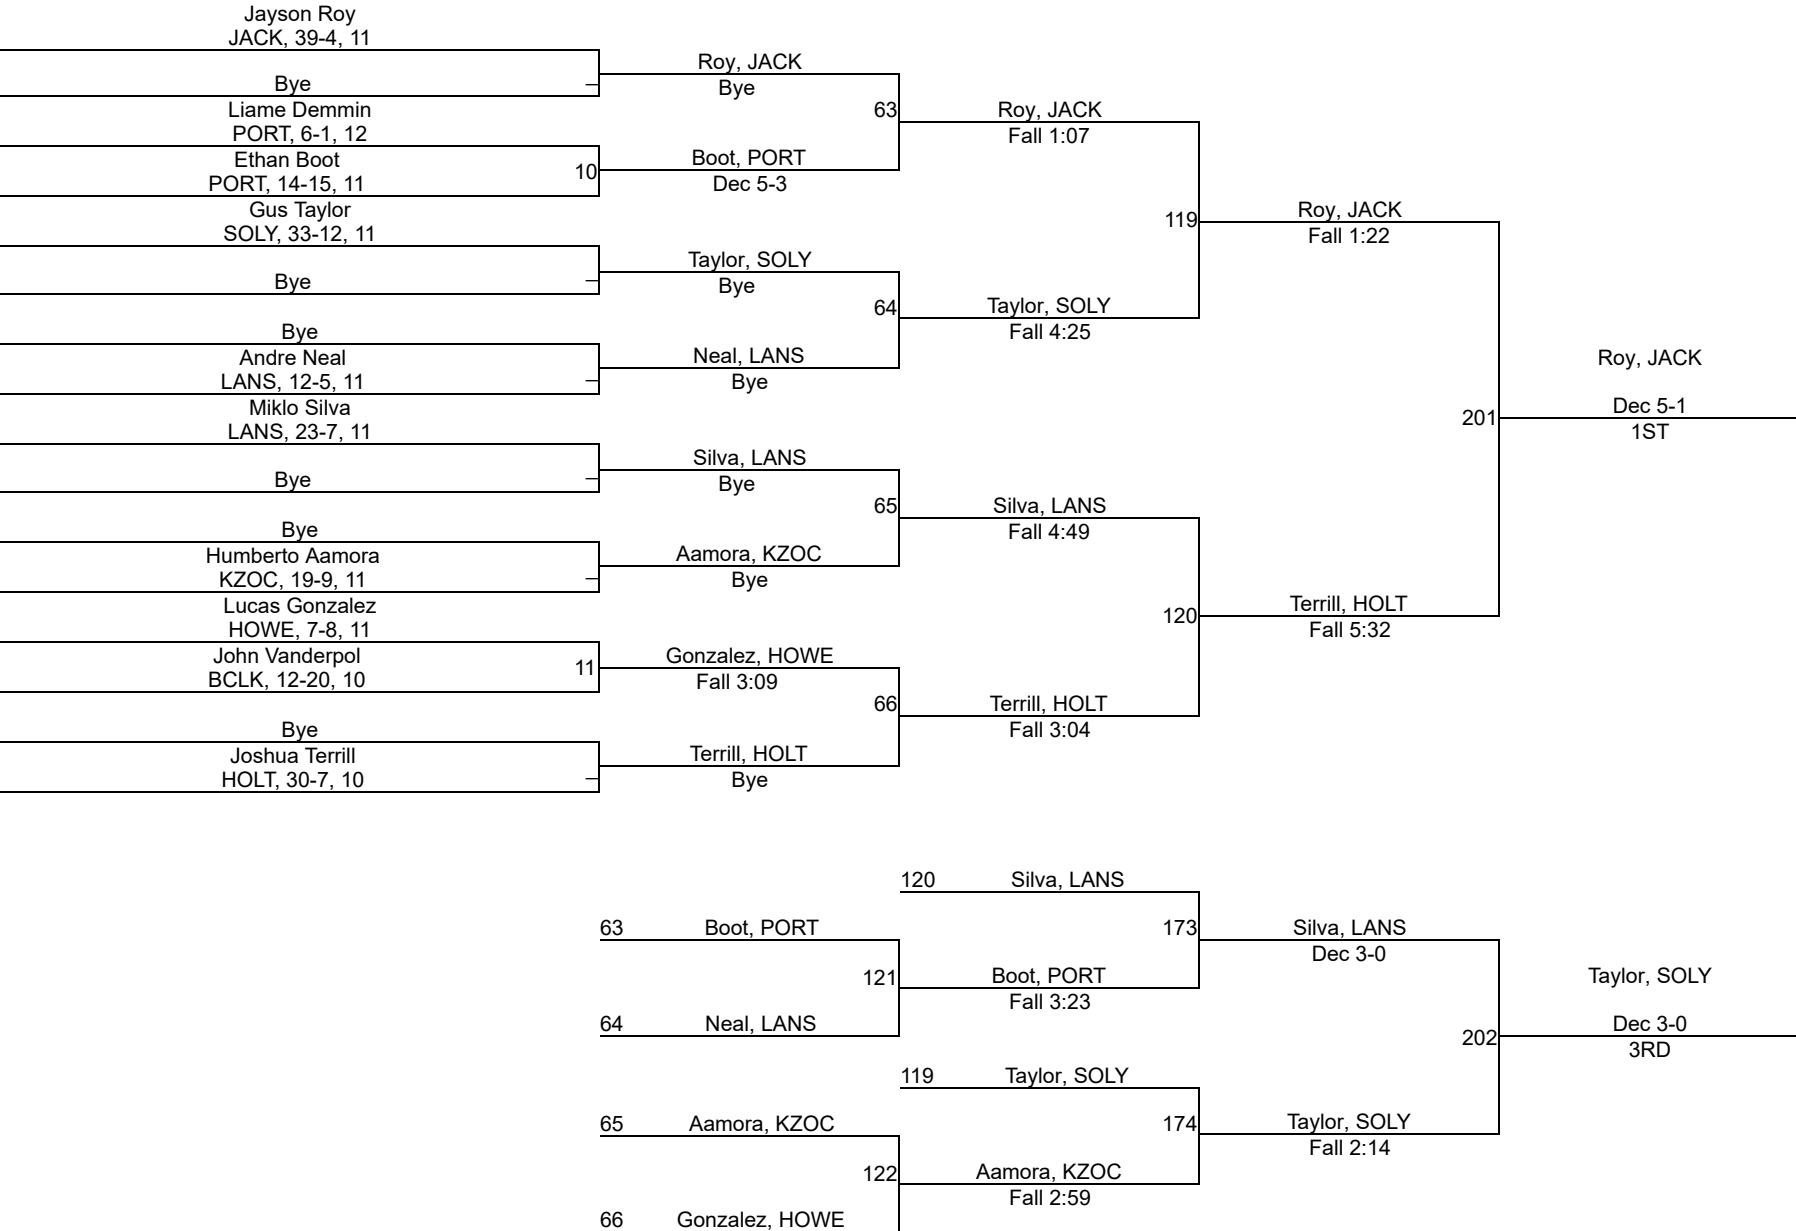 Jayson Roy
JACK, 39-4, 11
Bye
Liame Demmin
PORT, 6-1, 12
Ethan Boot
PORT, 14-15, 11
10
Gus Taylor
SOLY, 33-12, 11
Bye
Bye
Andre Neal
LANS, 12-5, 11
Miklo Silva
LANS, 23-7, 11
Bye
Bye
Humberto Aamora
KZOC, 19-9, 11
Lucas Gonzalez
HOWE, 7-8, 11
John Vanderpol
BCLK, 12-20, 10
11
Bye
Joshua Terrill
HOLT, 30-7, 10
Roy, JACK
Bye
63
Boot, PORT
Dec 5-3
Taylor, SOLY
Bye
64
Neal, LANS
Bye
Silva, LANS
Bye
65
Aamora, KZOC
Bye
Gonzalez, HOWE
Fall 3:09
66
Terrill, HOLT
Bye
Roy, JACK
Fall 1:07
119
Taylor, SOLY
Fall 4:25
Silva, LANS
Fall 4:49
120
Terrill, HOLT
Fall 3:04
Roy, JACK
Fall 1:22
201
Terrill, HOLT
Fall 5:32
Roy, JACK
Dec 5-1
1ST
63 Boot, PORT
121
64 Neal, LANS
65 Aamora, KZOC
122
66 Gonzalez, HOWE
120 Silva, LANS
173
Boot, PORT
Fall 3:23
119 Taylor, SOLY
174
Aamora, KZOC
Fall 2:59
Silva, LANS
Dec 3-0
202
Taylor, SOLY
Fall 2:14
Taylor, SOLY
Dec 3-0
3RD